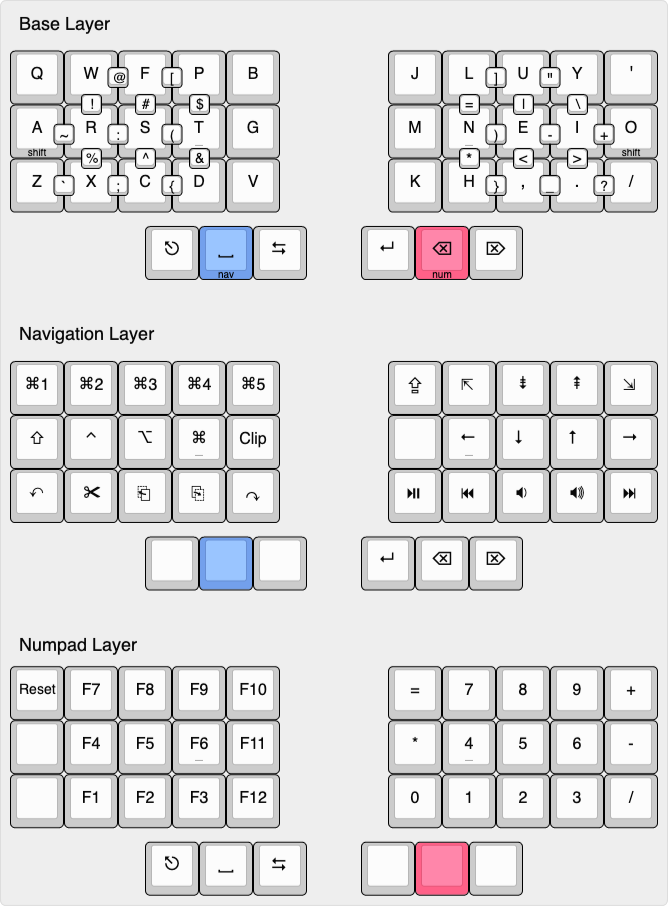 Base Layer
Q W @ F [ P B J L ] U " Y '
! # $ = | \
A ~ R : S ( T G M N ) E - I + O
shift _ _ shift
% ^ & * < >
Z ` X ; C { D V K H } , _ . ? /
⎋ ⎵ ⇆ ↵ ⌫ ⌦
nav num
Navigation Layer
⌘1 ⌘2 ⌘3 ⌘4 ⌘5 ⇪ ⇱ ⇟ ⇞ ⇲
⇧ ^ ⌥ ⌘ Clip ← ↓ ↑ →
_ _
↶ ✂ ↷ ⏯ ⏮ 🔉 🔊 ⏭
↵ ⌫ ⌦
Numpad Layer
Reset F7 F8 F9 F10 = 7 8 9 +
F4 F5 F6 F11 * 4 5 6 -
_ _
F1 F2 F3 F12 0 1 2 3 /
⎋ ⎵ ⇆